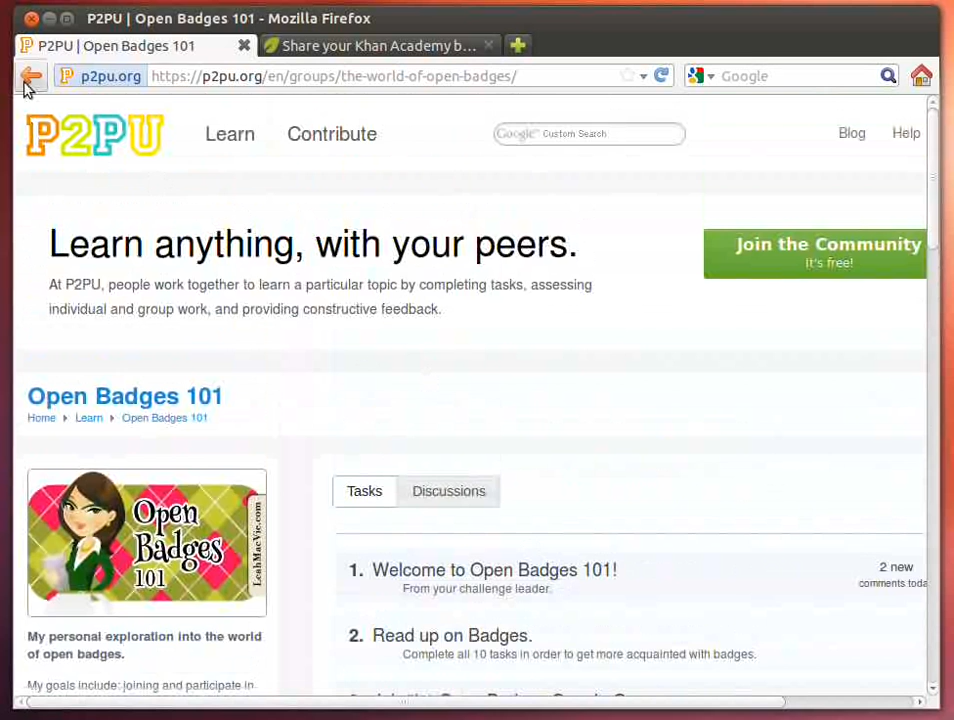 P2PU | Open Badges 101 - Mozilla Firefox
P2PU | Open Badges 101
Share your Khan Academy b...
p2pu.org
https://p2pu.org/en/groups/the-world-of-open-badges/
Google
P2PU
Learn
Contribute
Google™ Custom Search
Blog
Help
Learn anything, with your peers.
At P2PU, people work together to learn a particular topic by completing tasks, assessing
individual and group work, and providing constructive feedback.
Join the Community
It's free!
Open Badges 101
Home
Learn
Open Badges 101
Open
Badges
101
LeahMacVie.com
My personal exploration into the world
of open badges.
My goals include: joining and participate in
Tasks
Discussions
1. Welcome to Open Badges 101!
From your challenge leader.
2 new
comments toda
2. Read up on Badges.
Complete all 10 tasks in order to get more acquainted with badges.